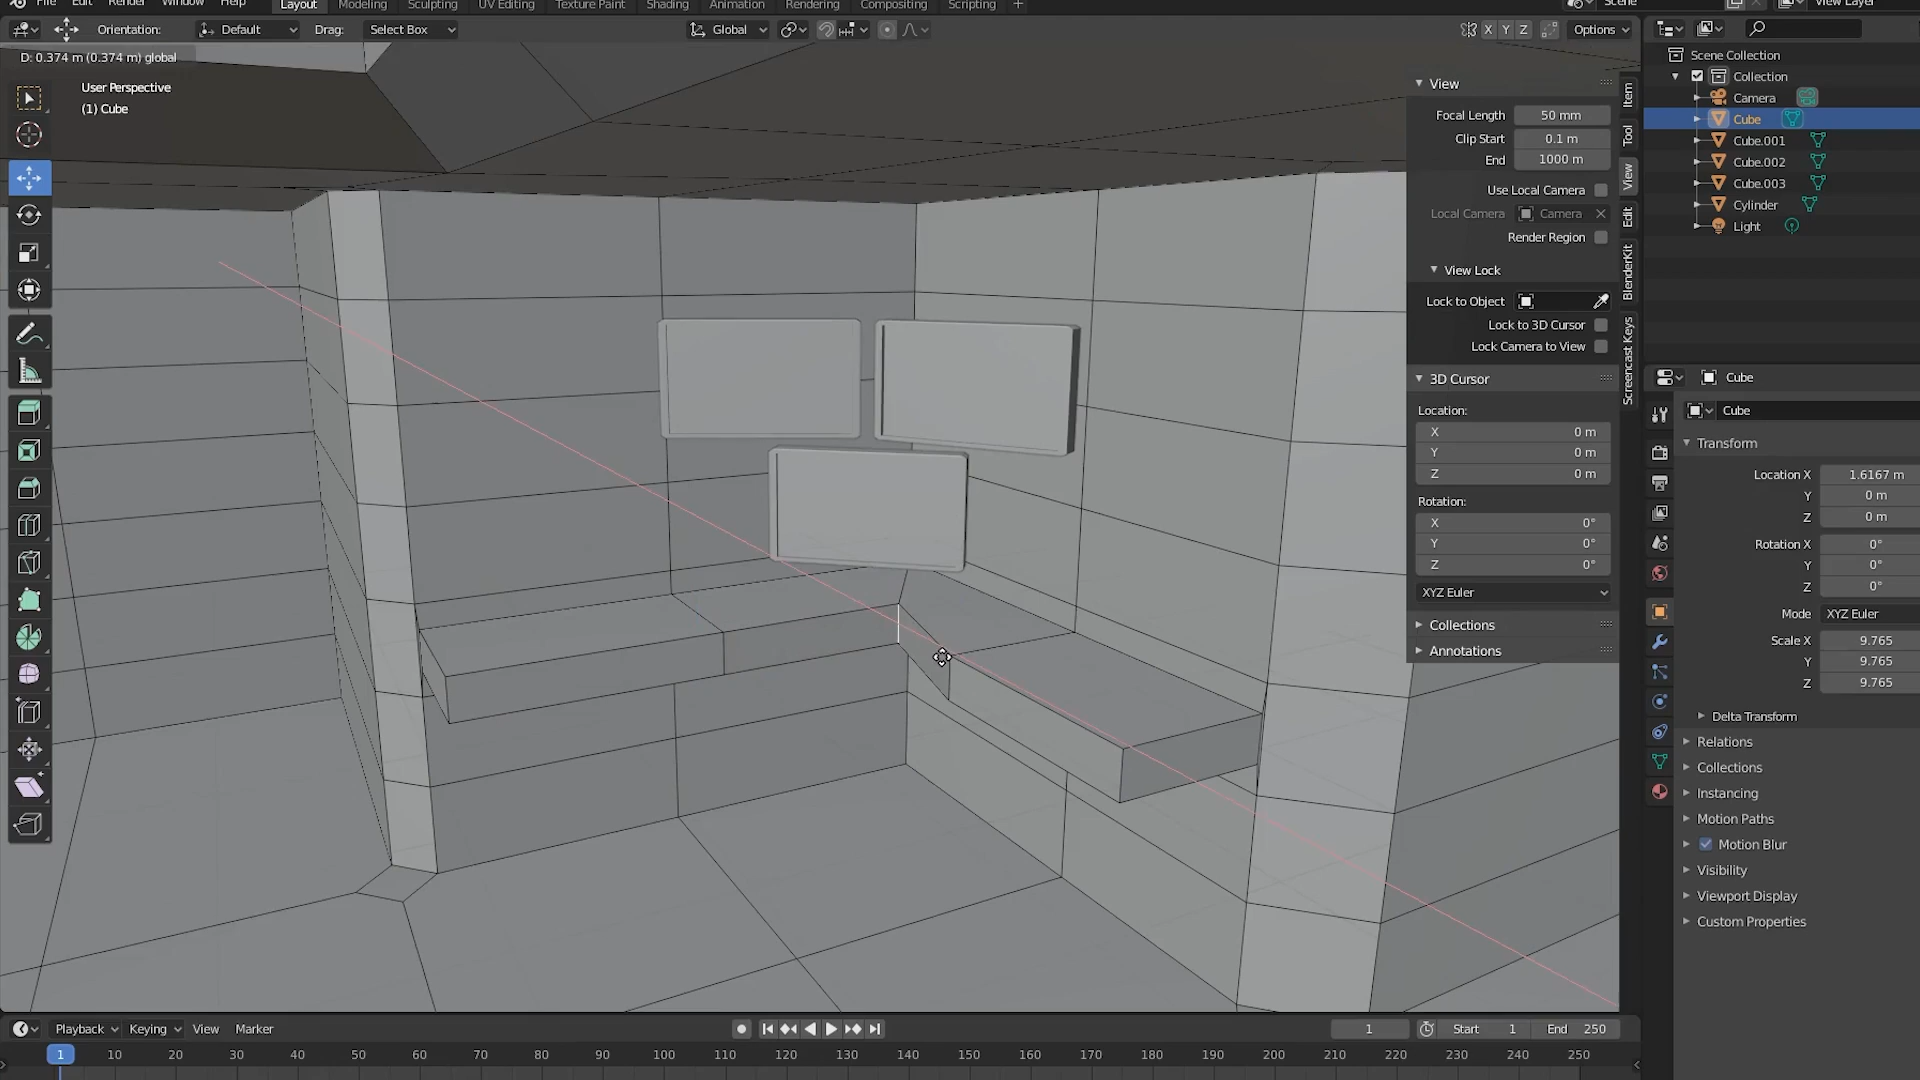 File Edit Render Window Help Layout Modeling Sculpting UV Editing Texture Paint Shading Animation Rendering Compositing Scripting + Scene View Layer
Orientation: Default Drag: Select Box Global X Y Z Options
D: 0.374 m (0.374 m) global
User Perspective
(1) Cube
View
Focal Length 50 mm
Clip Start 0.1 m
End 1000 m
Use Local Camera
Local Camera Camera
Render Region
View Lock
Lock to Object
Lock to 3D Cursor
Lock Camera to View
3D Cursor
Location:
X 0 m
Y 0 m
Z 0 m
Rotation:
X 0°
Y 0°
Z 0°
XYZ Euler
Collections
Annotations
Item
Tool
View
Edit
BlenderKit
Screencast Keys
Scene Collection
Collection
Camera
Cube
Cube.001
Cube.002
Cube.003
Cylinder
Light
Cube
Cube
Transform
Location X 1.6167 m
Y 0 m
Z 0 m
Rotation X 0°
Y 0°
Z 0°
Mode XYZ Euler
Scale X 9.765
Y 9.765
Z 9.765
Delta Transform
Relations
Collections
Instancing
Motion Paths
Motion Blur
Visibility
Viewport Display
Custom Properties
Playback Keying View Marker 1 Start 1 End 250
1 10 20 30 40 50 60 70 80 90 100 110 120 130 140 150 160 170 180 190 200 210 220 230 240 250